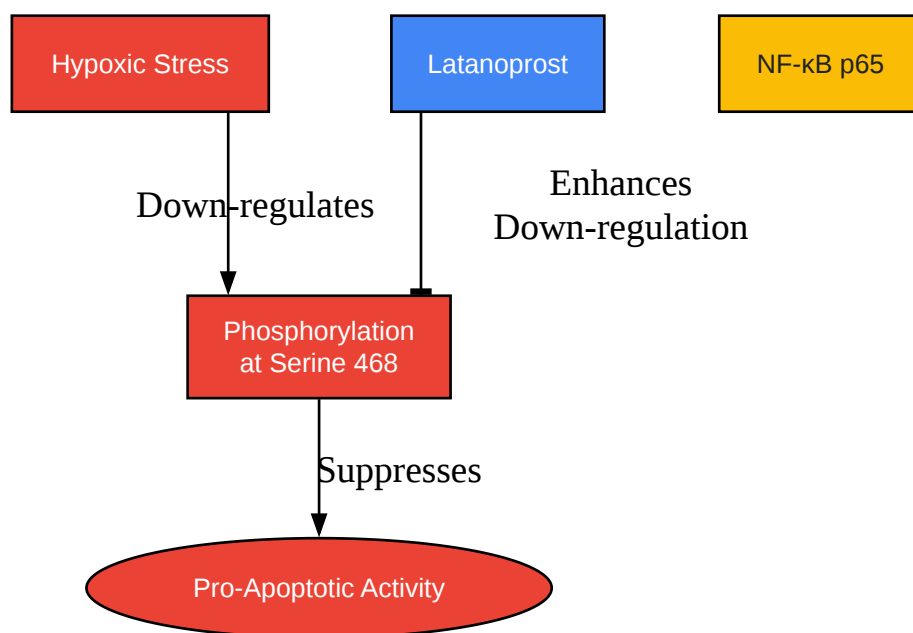 Hypoxic Stress
Latanoprost
NF-κB p65
Down-regulates
Enhances
Down-regulation
Phosphorylation
at Serine 468
Suppresses
Pro-Apoptotic Activity